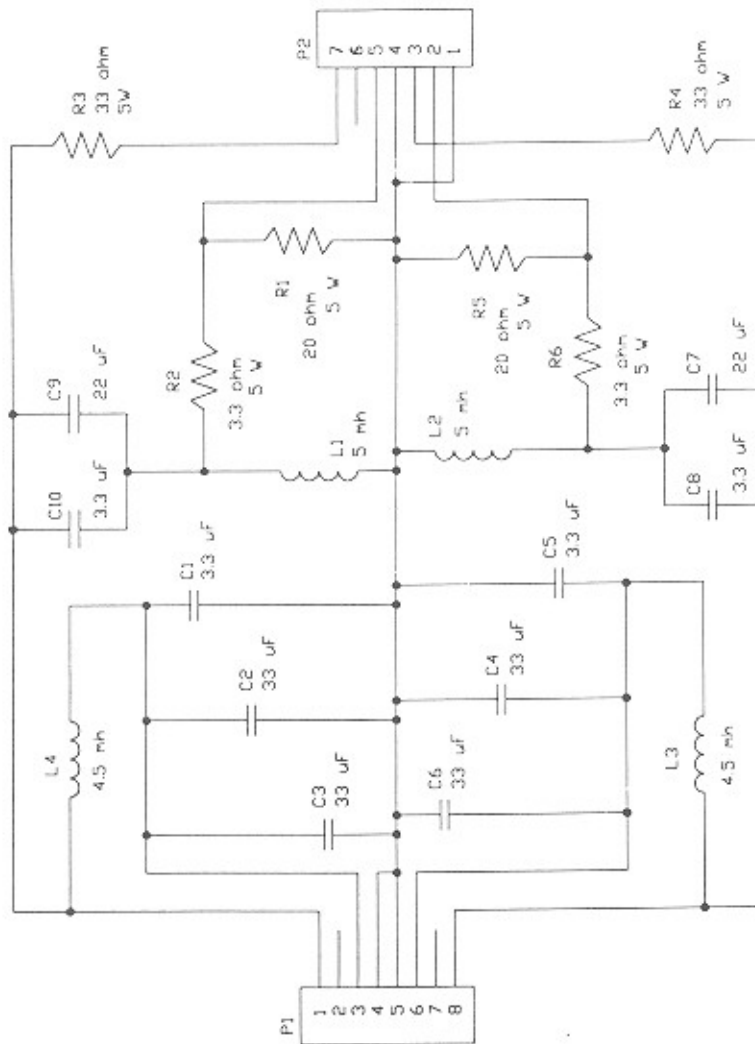 P1
1
2
3
4
5
6
7
8
L4
4.5 mh
C3
33 uF
C2
33 uF
C1
3.3 uF
C10
3.3 uF
C9
22 uF
R3
33 ohm
5W
R2
3.3 ohm
5 W
R1
20 ohm
5 W
L1
5 mh
P2
7
6
5
4
3
2
1
C6
33 uF
C4
33 uF
C5
3.3 uF
L2
5 mh
R5
20 ohm
5 W
R6
3.3 ohm
5 W
L3
4.5 mh
C8
3.3 uF
C7
22 uF
R4
33 ohm
5 W